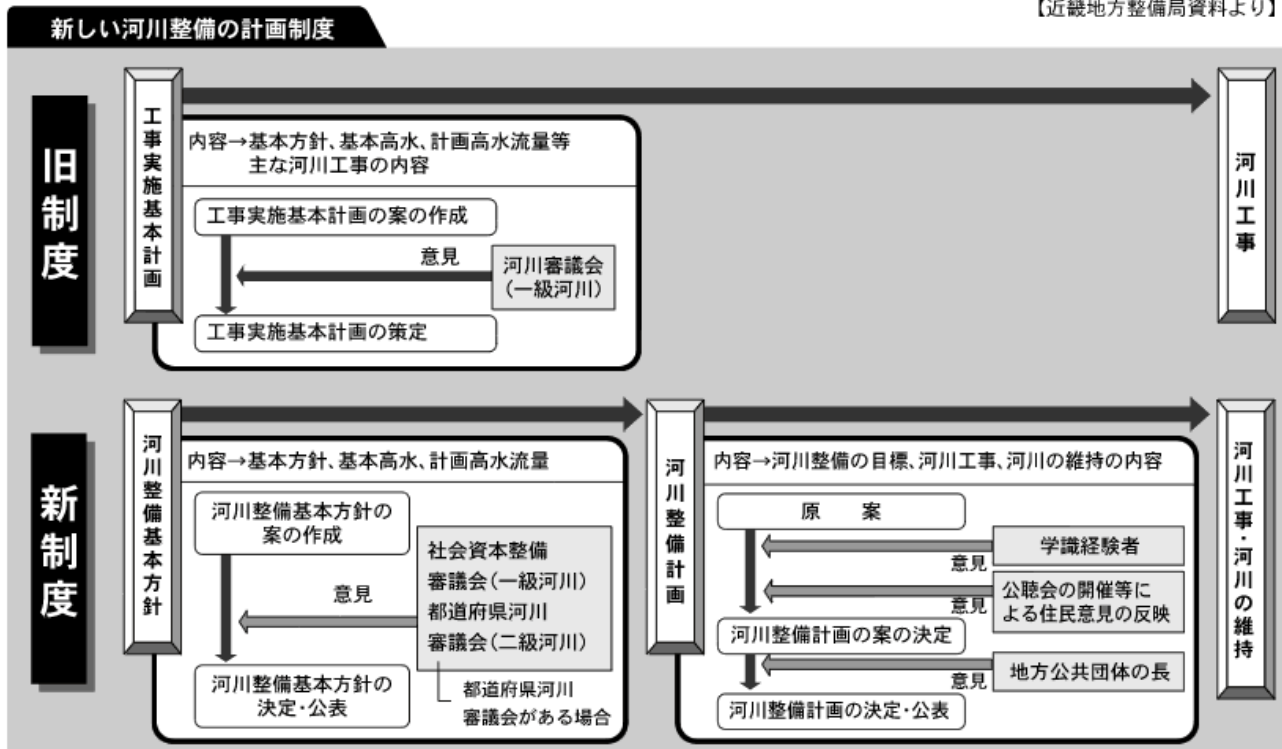 【近畿地方整備局資料より】
新しい河川整備の計画制度
旧制度
工事実施基本計画
内容→基本方針、基本高水、計画高水流量等
主な河川工事の内容
工事実施基本計画の案の作成
意見
河川審議会
(一級河川)
工事実施基本計画の策定
河川工事
新制度
河川整備基本方針
内容→基本方針、基本高水、計画高水流量
河川整備基本方針の
案の作成
意見
社会資本整備
審議会(一級河川)
都道府県河川
審議会(二級河川)
都道府県河川
審議会がある場合
河川整備基本方針の
決定・公表
河川整備計画
内容→河川整備の目標、河川工事、河川の維持の内容
原　案
学識経験者
意見
公聴会の開催等に
よる住民意見の反映
意見
河川整備計画の案の決定
地方公共団体の長
意見
河川整備計画の決定・公表
河川工事・河川の維持